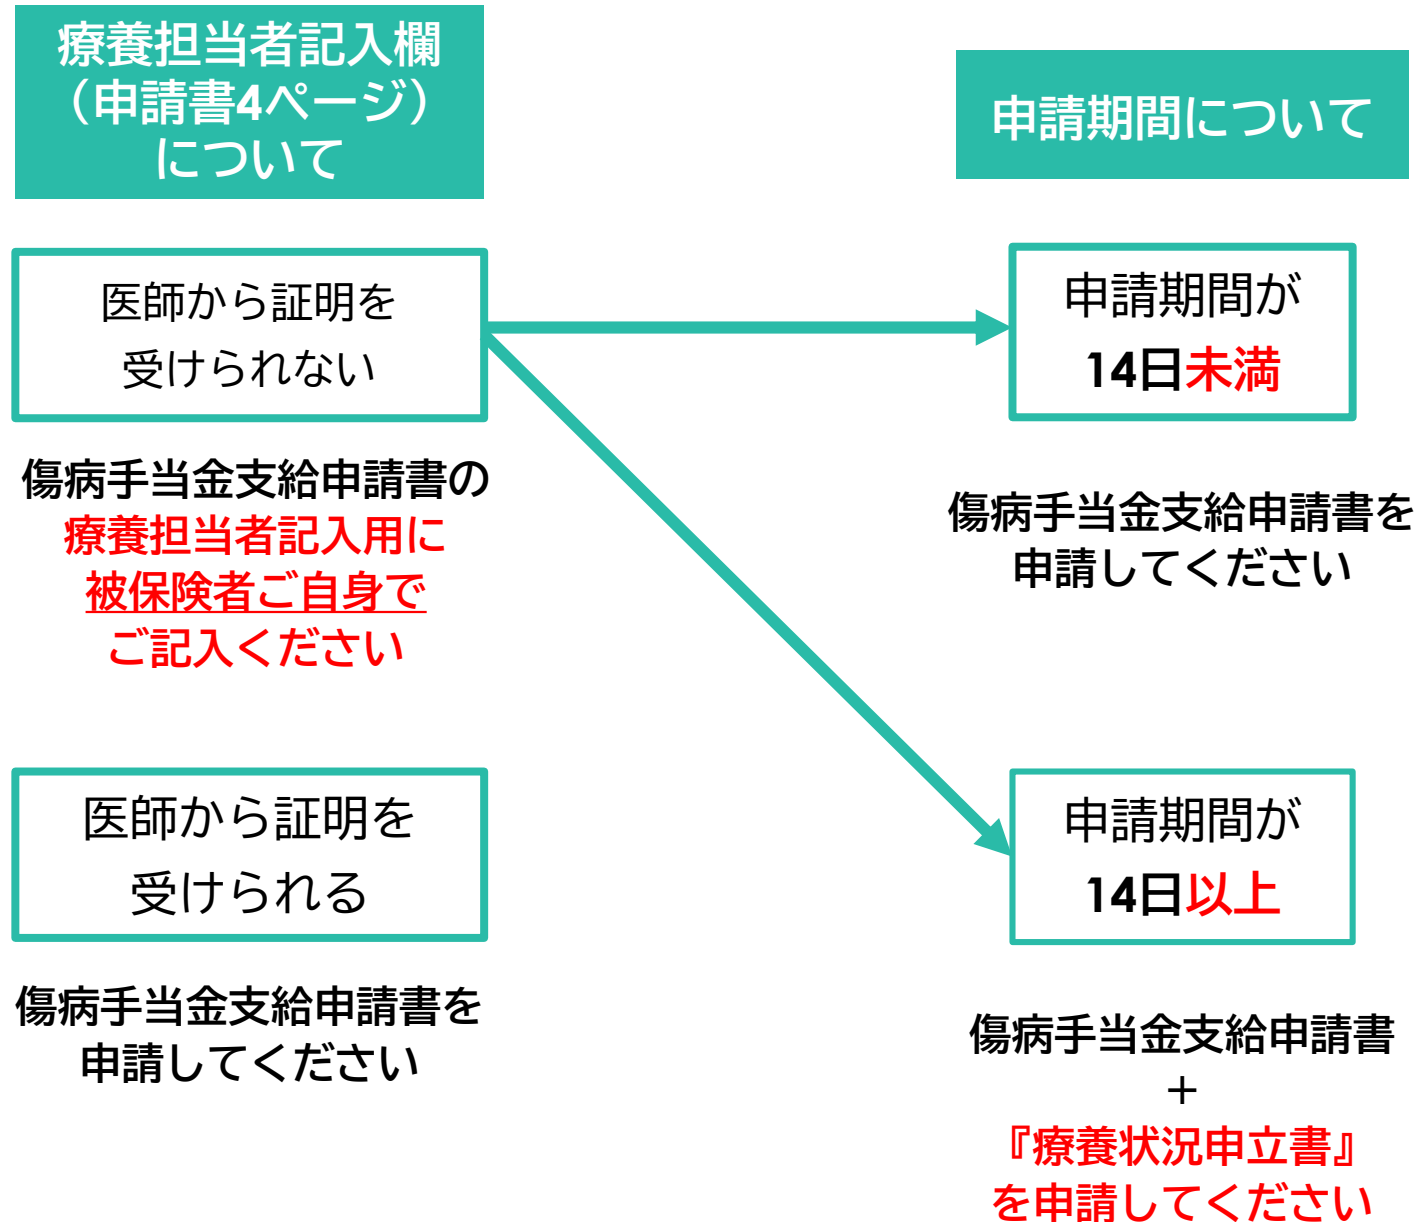 療養担当者記入欄
（申請書4ページ）
について
医師から証明を
受けられない
傷病手当金支給申請書の
療養担当者記入用に
被保険者ご自身で
ご記入ください
医師から証明を
受けられる
傷病手当金支給申請書を
申請してください
申請期間について
申請期間が
14日未満
傷病手当金支給申請書を
申請してください
申請期間が
14日以上
傷病手当金支給申請書
＋
『療養状況申立書』
を申請してください